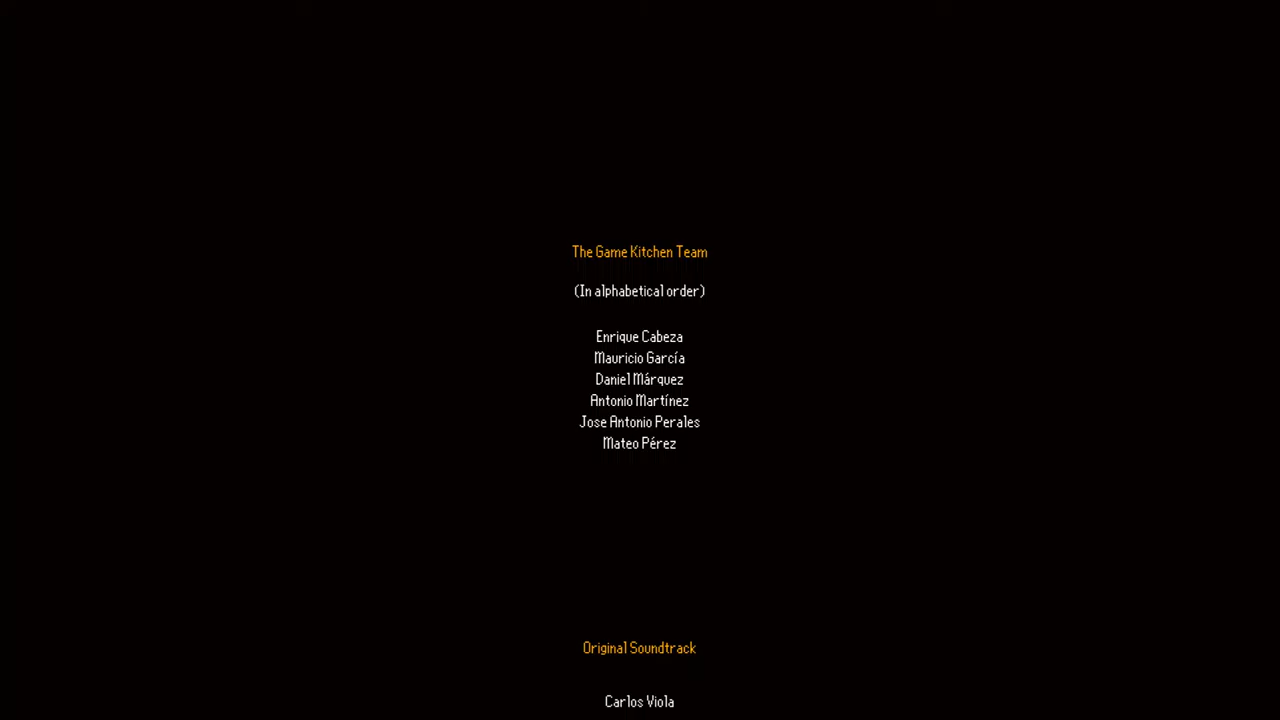 The Game Kitchen Team
(In alphabetical order)
Enrique Cabeza
Mauricio García
Daniel Márquez
Antonio Martínez
Jose Antonio Perales
Mateo Pérez
Original Soundtrack
Carlos Viola